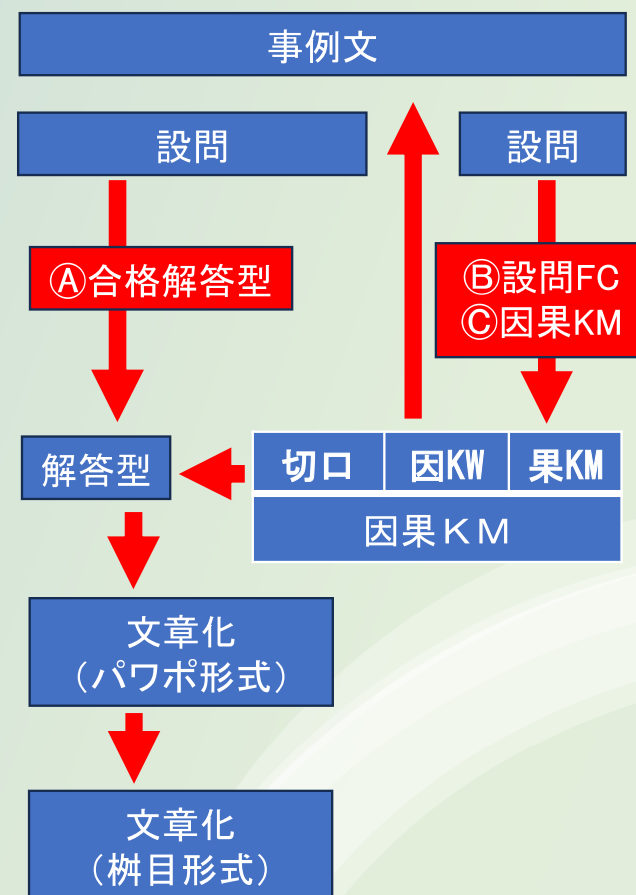 事例文
設問
設問
Ⓐ合格解答型
Ⓑ設問FC
Ⓒ因果KM
解答型
切口
因KW
果KM
因果ＫＭ
文章化
（パワポ形式）
文章化
（桝目形式）